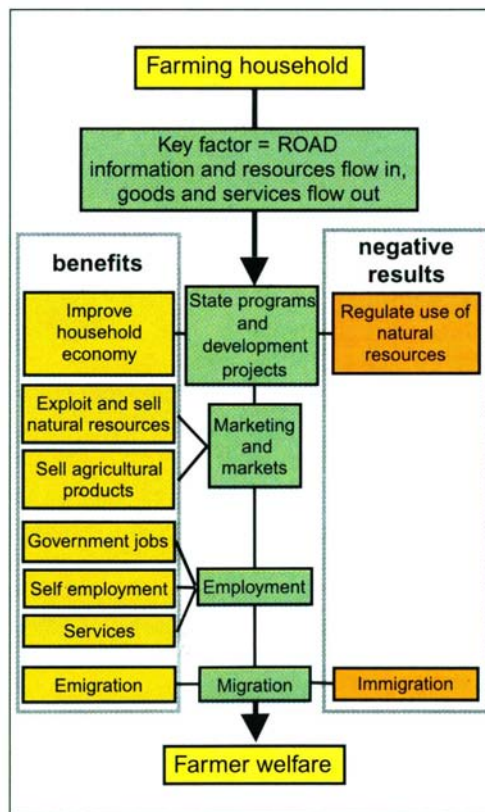 Farming household
Key factor = ROAD
information and resources flow in,
goods and services flow out
benefits
negative
results
Improve
household
economy
State programs
and
development
projects
Regulate use of
natural
resources
Exploit and sell
natural resources
Sell agricultural
products
Marketing
and
markets
Government jobs
Self employment
Services
Employment
Emigration
Migration
Immigration
Farmer welfare